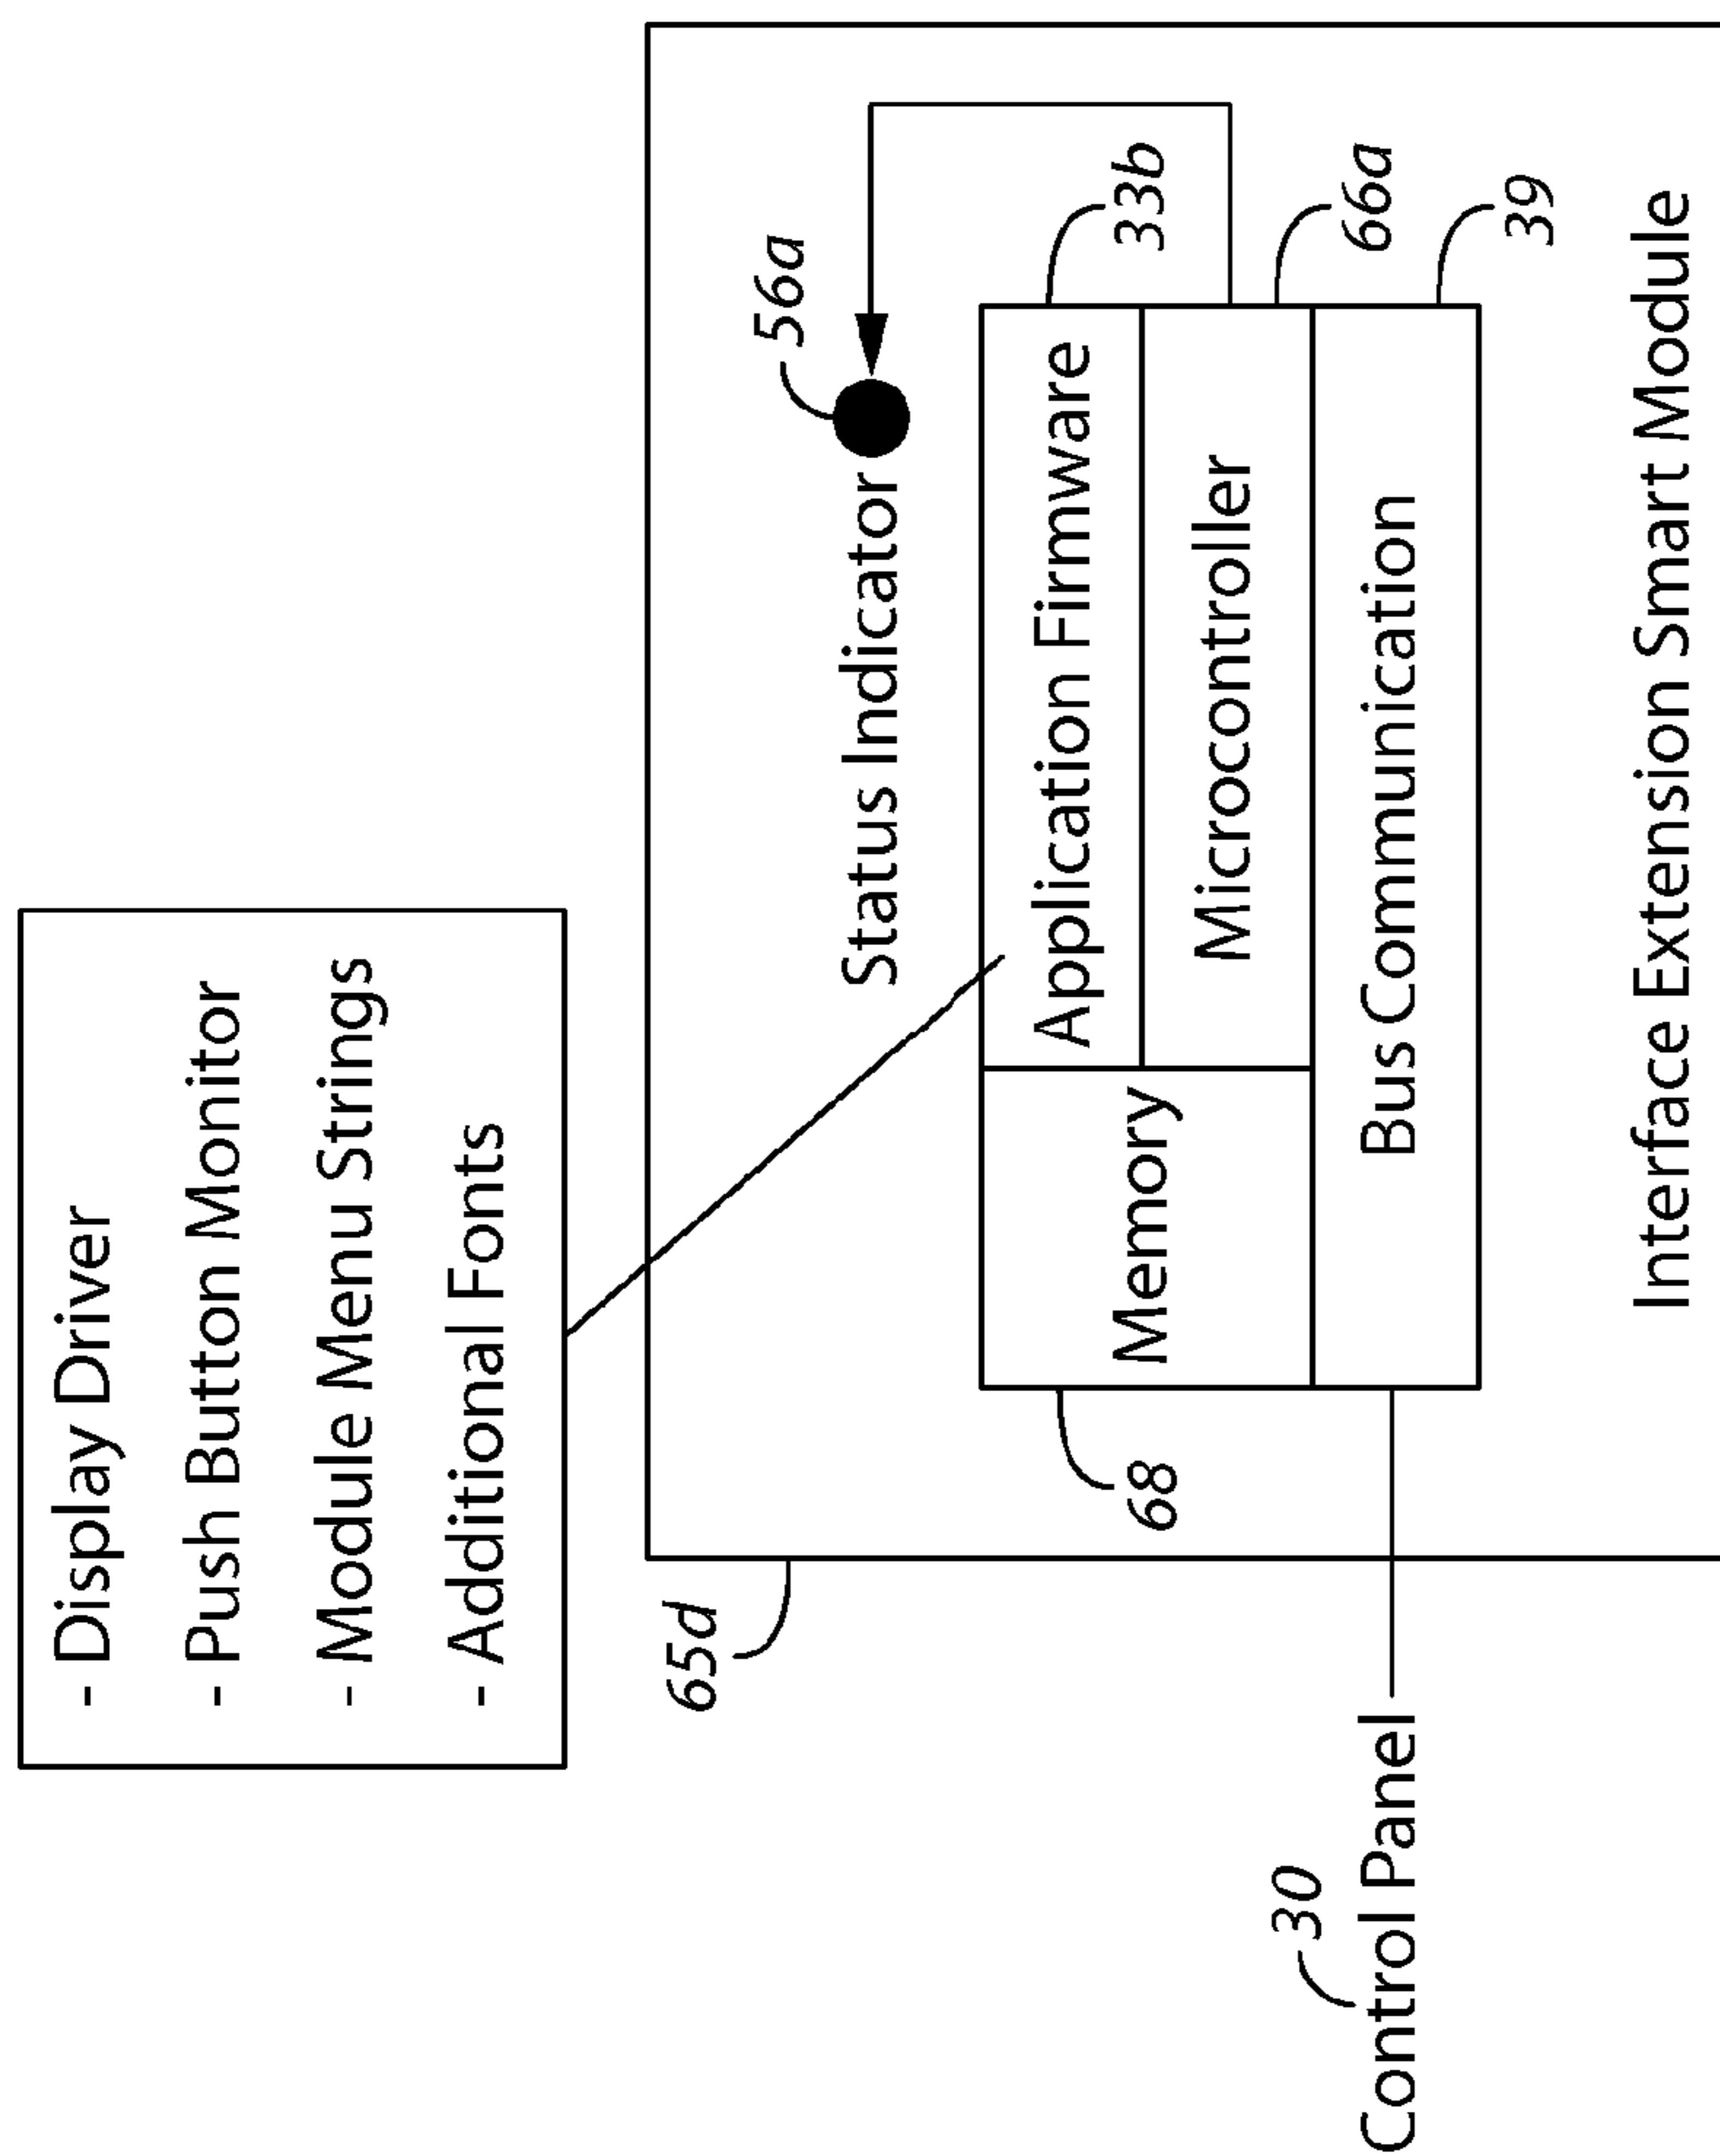 - Display Driver
- Push Button Monitor
- Module Menu Strings
- Additional Fonts
65d
56a
Status Indicator
33b
Application Firmware
Memory
68
Microcontroller
66a
30
Control Panel
Bus Communication
39
Interface Extension Smart Module